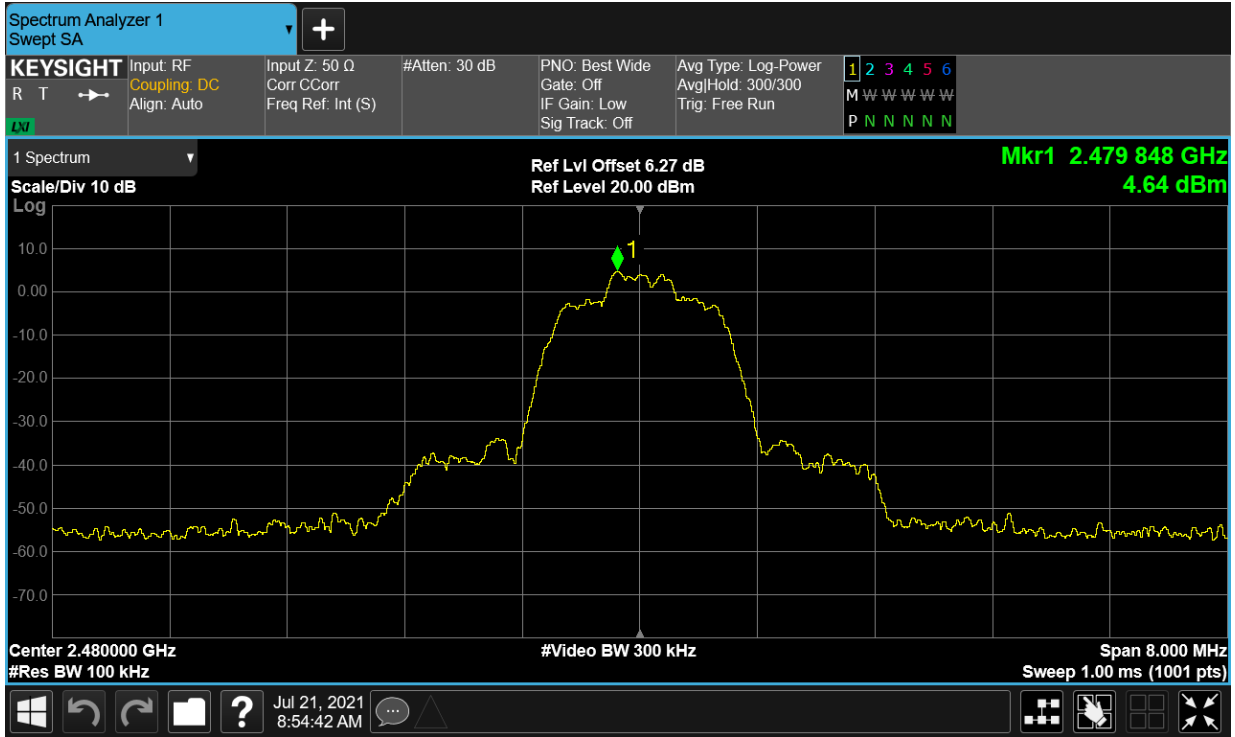 Spectrum Analyzer 1
Swept SA
KEYSIGHT
R T
LXI
Input: RF
Coupling: DC
Align: Auto
Input Z: 50 Ω
Corr CCorr
Freq Ref: Int (S)
#Atten: 30 dB
PNO: Best Wide
Gate: Off
IF Gain: Low
Sig Track: Off
Avg Type: Log-Power
Avg|Hold: 300/300
Trig: Free Run
1 2 3 4 5 6
M W W W W W
P N N N N N
1 Spectrum
Scale/Div 10 dB
Log
Ref Lvl Offset 6.27 dB
Ref Level 20.00 dBm
Mkr1 2.479 848 GHz
4.64 dBm
1
10.0
0.00
-10.0
-20.0
-30.0
-40.0
-50.0
-60.0
-70.0
Center 2.480000 GHz
#Video BW 300 kHz
Span 8.000 MHz
#Res BW 100 kHz
Sweep 1.00 ms (1001 pts)
?
Jul 21, 2021
8:54:42 AM